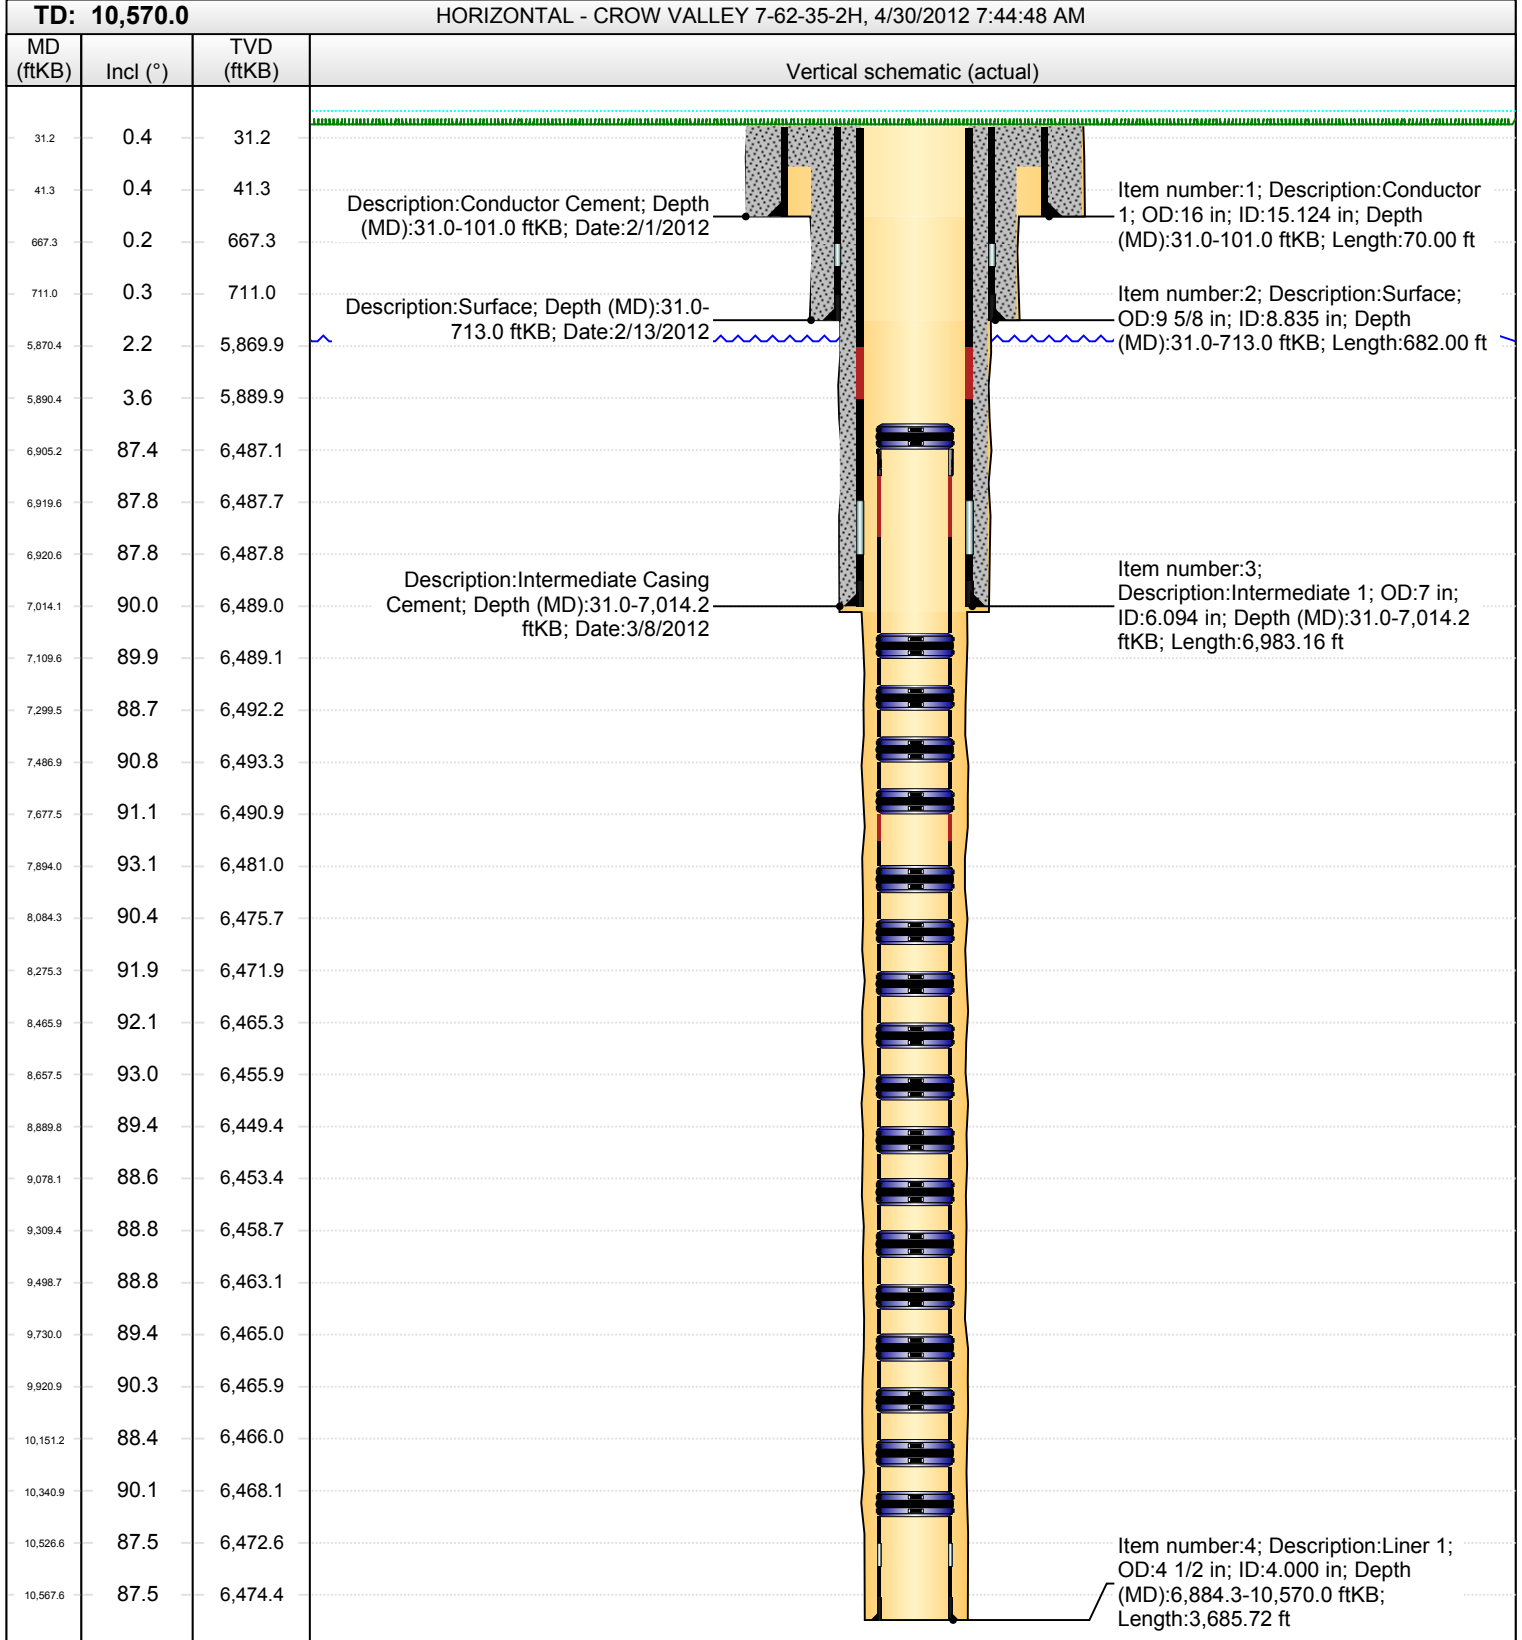 TD: 10,570.0
HORIZONTAL - CROW VALLEY 7-62-35-2H, 4/30/2012 7:44:48 AM
MD (ftKB) Incl (°) TVD (ftKB) Vertical schematic (actual)
31.2 0.4 31.2
41.3 0.4 41.3
667.3 0.2 667.3
711.0 0.3 711.0
5,870.4 2.2 5,869.9
5,890.4 3.6 5,889.9
6,905.2 87.4 6,487.1
6,919.6 87.8 6,487.7
6,920.6 87.8 6,487.8
7,014.1 90.0 6,489.0
7,109.6 89.9 6,489.1
7,299.5 88.7 6,492.2
7,486.9 90.8 6,493.3
7,677.5 91.1 6,490.9
7,894.0 93.1 6,481.0
8,084.3 90.4 6,475.7
8,275.3 91.9 6,471.9
8,465.9 92.1 6,465.3
8,657.5 93.0 6,455.9
8,889.8 89.4 6,449.4
9,078.1 88.6 6,453.4
9,309.4 88.8 6,458.7
9,498.7 88.8 6,463.1
9,730.0 89.4 6,465.0
9,920.9 90.3 6,465.9
10,151.2 88.4 6,466.0
10,340.9 90.1 6,468.1
10,526.6 87.5 6,472.6
10,567.6 87.5 6,474.4
Description:Conductor Cement; Depth
(MD):31.0-101.0 ftKB; Date:2/1/2012
Description:Surface; Depth (MD):31.0-
713.0 ftKB; Date:2/13/2012
Description:Intermediate Casing
Cement; Depth (MD):31.0-7,014.2
ftKB; Date:3/8/2012
Item number:1; Description:Conductor
1; OD:16 in; ID:15.124 in; Depth
(MD):31.0-101.0 ftKB; Length:70.00 ft
Item number:2; Description:Surface;
OD:9 5/8 in; ID:8.835 in; Depth
(MD):31.0-713.0 ftKB; Length:682.00 ft
Item number:3;
Description:Intermediate 1; OD:7 in;
ID:6.094 in; Depth (MD):31.0-7,014.2
ftKB; Length:6,983.16 ft
Item number:4; Description:Liner 1;
OD:4 1/2 in; ID:4.000 in; Depth
(MD):6,884.3-10,570.0 ftKB;
Length:3,685.72 ft